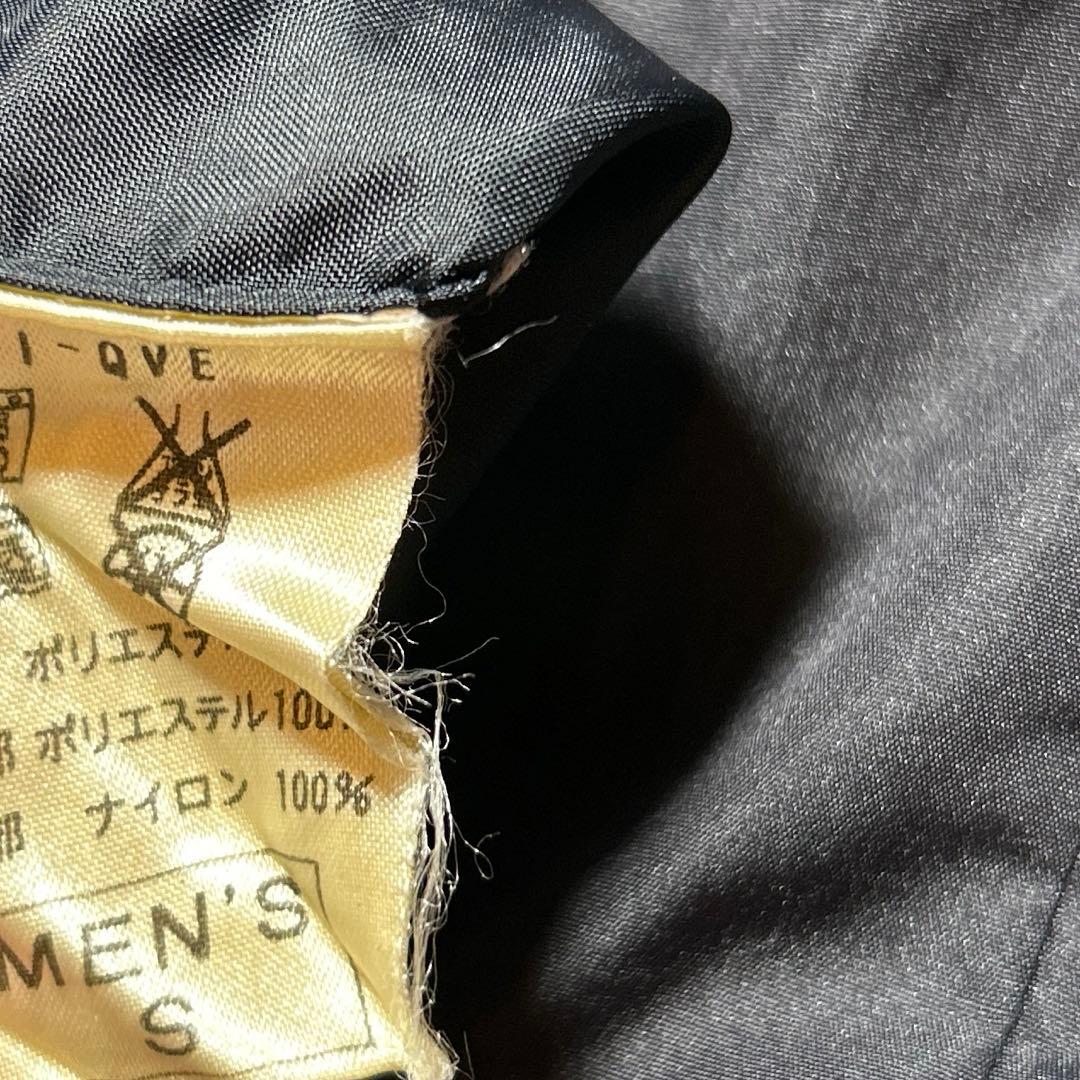 I-QVE
ポリエステ
部 ポリエステル100%
部 ナイロン 100%
MEN'S
S